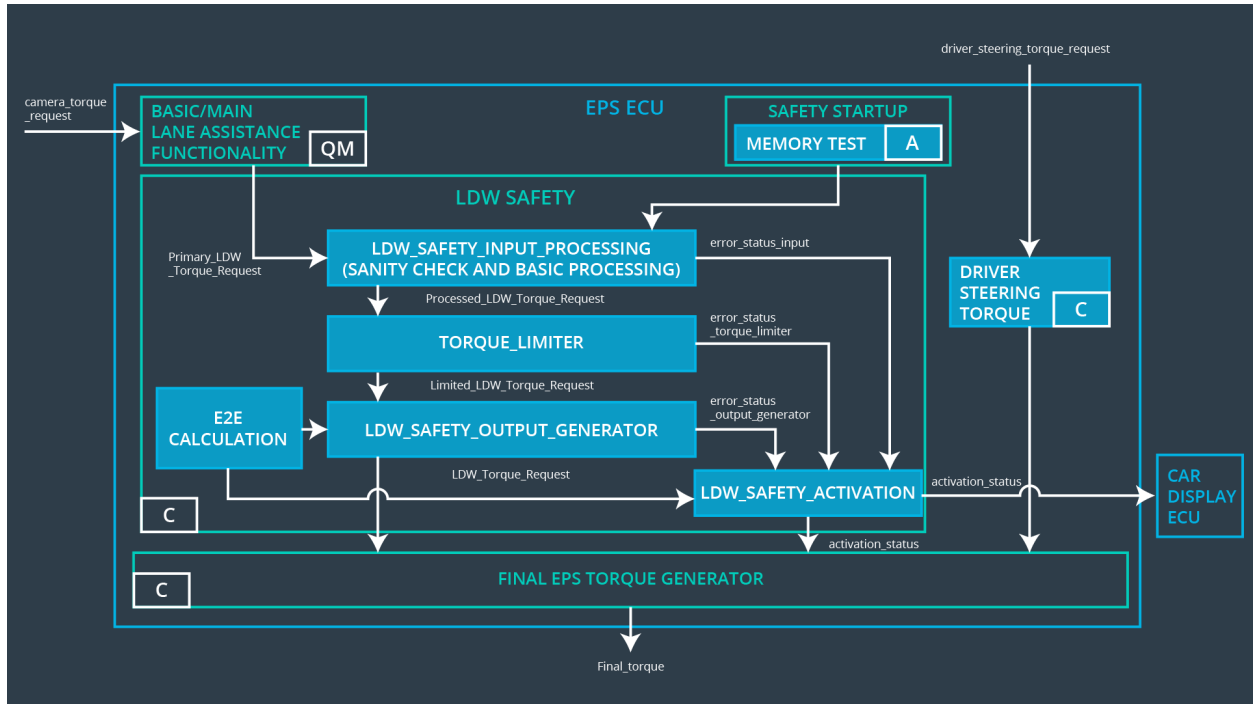 driver_steering_torque_request
camera_torque
_request
EPS ECU
BASIC/MAIN
LANE ASSISTANCE
FUNCTIONALITY
QM
SAFETY STARTUP
MEMORY TEST
A
LDW SAFETY
Primary_LDW
_Torque_Request
LDW_SAFETY_INPUT_PROCESSING
(SANITY CHECK AND BASIC PROCESSING)
error_status_input
DRIVER
STEERING
TORQUE
C
Processed_LDW_Torque_Request
TORQUE_LIMITER
error_status
_torque_limiter
Limited_LDW_Torque_Request
E2E
CALCULATION
LDW_SAFETY_OUTPUT_GENERATOR
error_status
_output_generator
LDW_Torque_Request
LDW_SAFETY_ACTIVATION
activation_status
CAR
DISPLAY
ECU
C
activation_status
FINAL EPS TORQUE GENERATOR
C
Final_torque